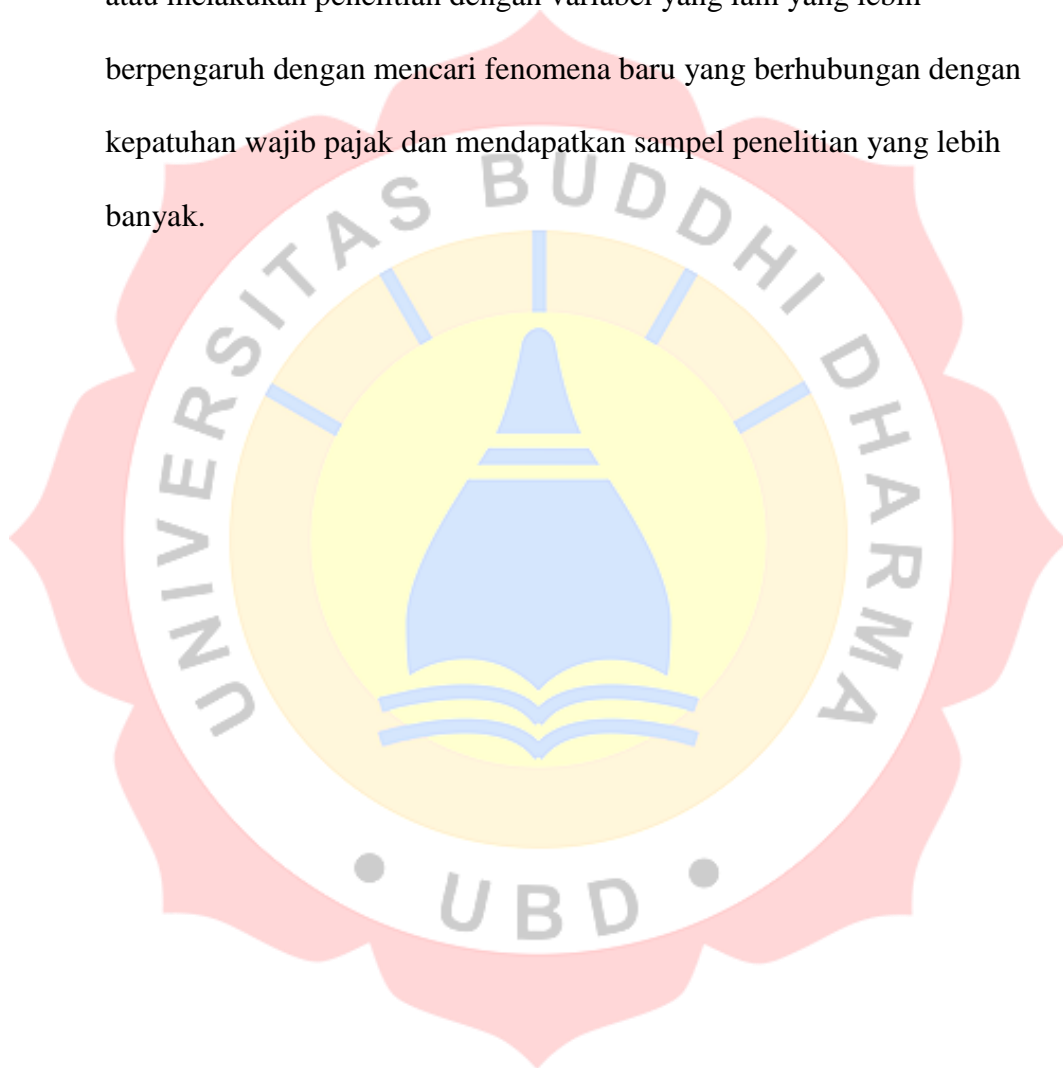 atau melakukan penelitian dengan variabel yang lain yang lebih
berpengaruh dengan mencari fenomena baru yang berhubungan dengan
kepatuhan wajib pajak dan mendapatkan sampel penelitian yang lebih
banyak.
UNIVERSITAS BUDDHI DHARMA
• UBD •